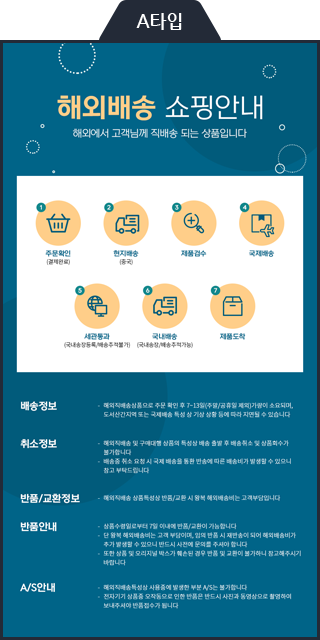 A타입
해외배송 쇼핑안내
해외에서 고객님께 직배송 되는 상품입니다
1 2 3 4
주문확인 현지배송 제품검수 국제배송
(결제완료) (중국)
5 6 7
세관통과 국내배송 제품도착
(국내송장등록/배송추적불가) (국내송장/배송추적가능)
배송정보 - 해외직배송상품으로 주문 확인 후 7~13일(주말/공휴일 제외)가량이 소요되며,
도서산간지역 또는 국제배송 특성 상 기상 상황 등에 따라 지연될 수 있습니다
취소정보 - 해외직배송 및 구매대행 상품의 특성상 배송 출발 후 배송취소 및 상품회수가
불가합니다
- 배송중 취소 요청 시 국제 배송을 통환 반송에 따른 배송비가 발생할 수 있으니
참고 부탁드립니다
반품/교환정보 - 해외직배송 상품특성상 반품/교환 시 왕복 해외배송비는 고객부담입니다
반품안내 - 상품수령일로부터 7일 이내에 반품/교환이 가능합니다
- 단 왕복 해외배송비는 고객 부담이며, 임의 반품 시 재반송이 되어 해외배송비가
추가 발생할 수 있으니 반드시 사전에 문의를 주셔야 합니다
- 또한 상품 및 오리지널 박스가 훼손된 경우 반품 및 교환이 불가하니 참고해주시기
바랍니다
A/S안내 - 해외직배송특성상 사용중에 발생한 부분 A/S는 불가합니다
- 전자기기 상품중 오작동으로 인한 반품은 반드시 사진과 동영상으로 촬영하여
보내주셔야 반품접수가 됩니다